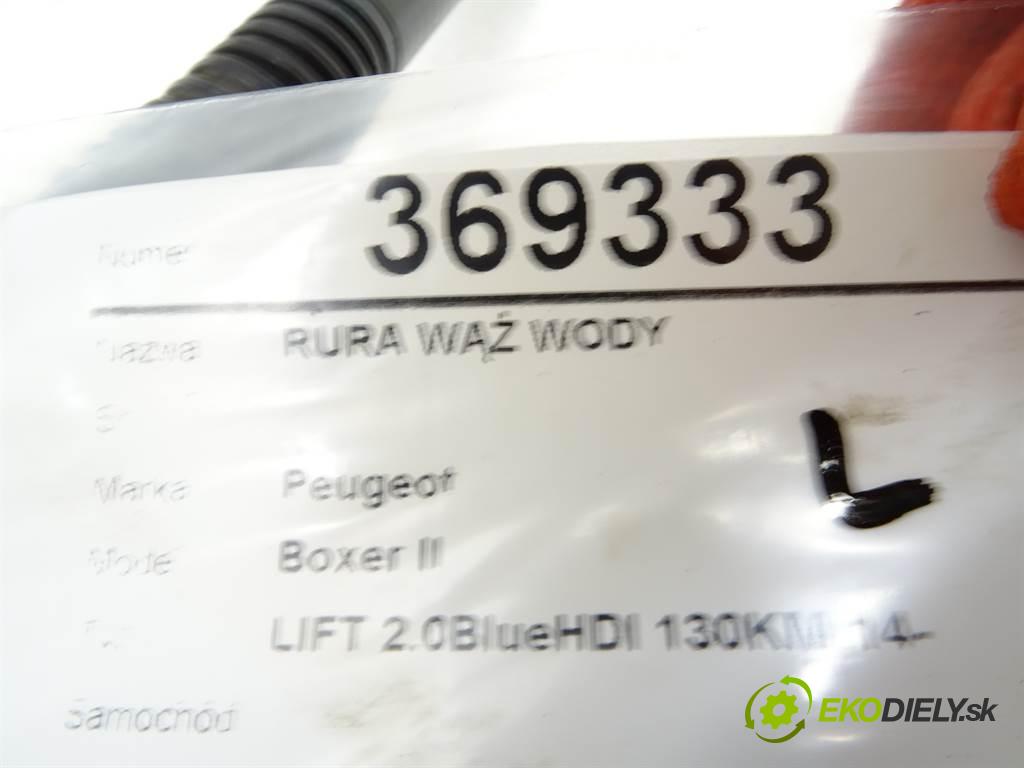 Numer 369333
Nazwa RURA WĄŻ WODY
Marka Peugeot
Model Boxer II
LIFT 2.0BlueHDI 130KM 14-
Samochód
L
EKODIELY.sk